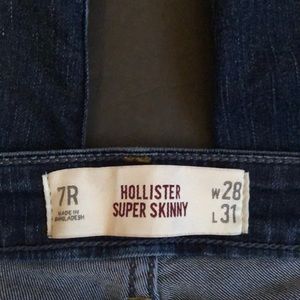 7R
MADE IN
BANGLADESH
HOLLISTER
SUPER SKINNY
W 28
L 31